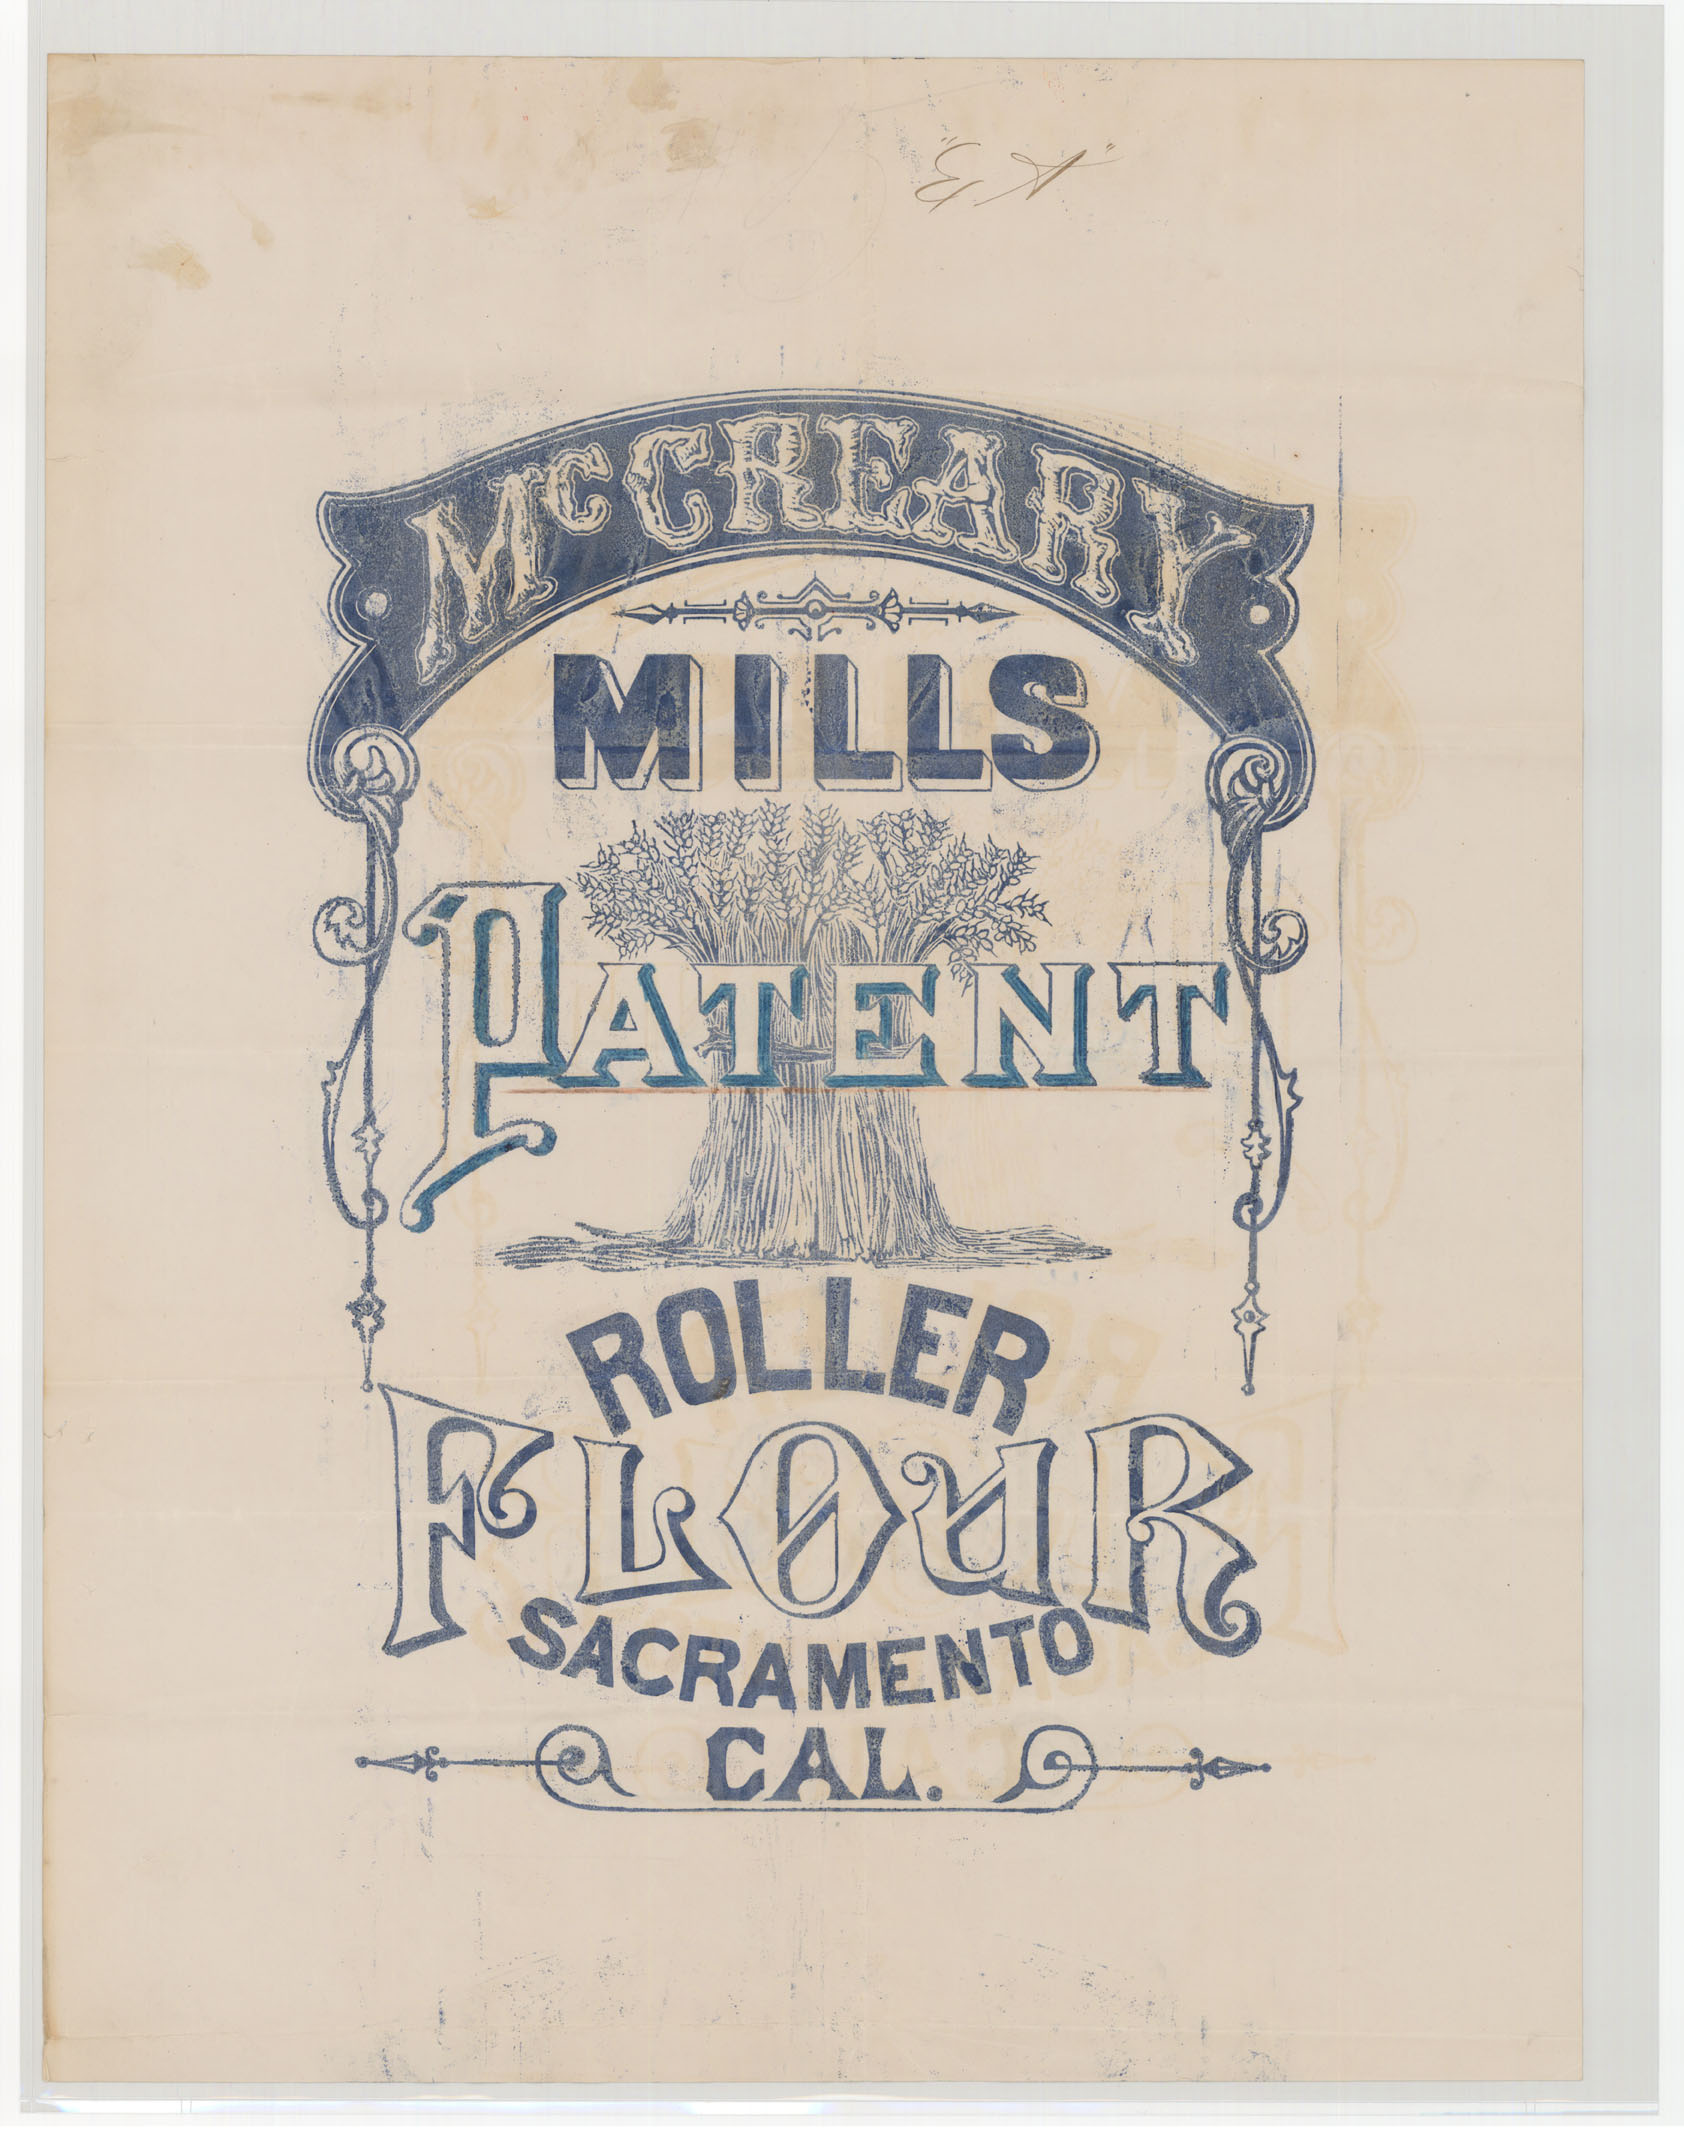 "E A"
McCREARY
MILLS
PATENT
ROLLER
FLOUR
SACRAMENTO
CAL.